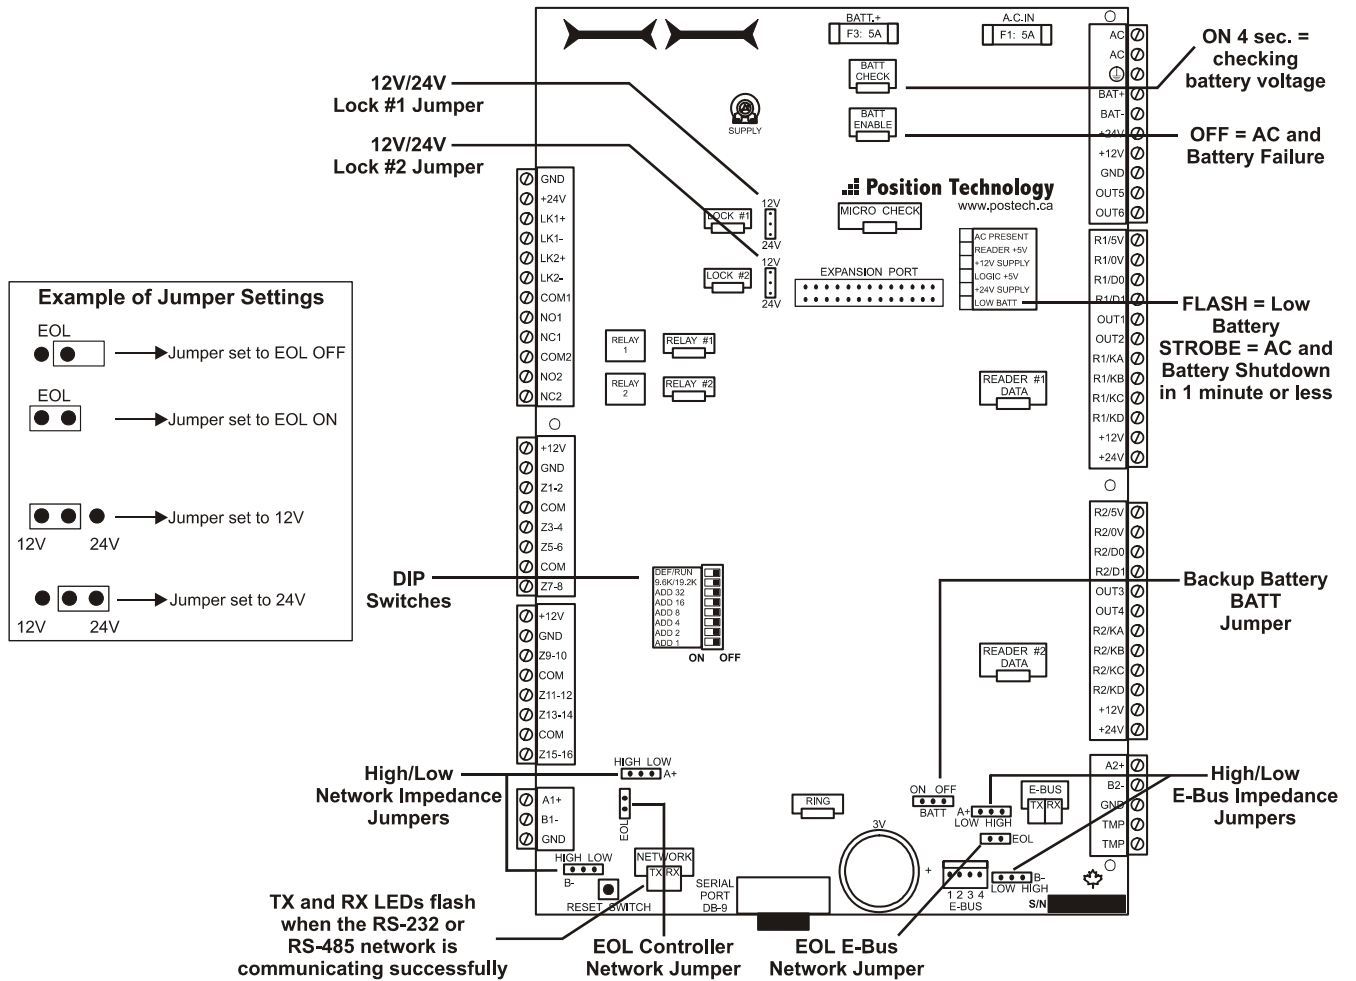 BATT.+
F3: 5A
A.C.IN
F1: 5A
BATT
CHECK
BATT
ENABLE
SUPPLY
12V/24V
Lock #1 Jumper
12V/24V
Lock #2 Jumper
ON 4 sec. =
checking
battery voltage
OFF = AC and
Battery Failure
AC
AC
BAT+
BAT-
+24V
+12V
GND
OUT5
OUT6
Position Technology
www.postech.ca
MICRO CHECK
LOCK #1
12V
24V
LOCK #2
12V
24V
EXPANSION PORT
AC PRESENT
READER +5V
+12V SUPPLY
LOGIC +5V
+24V SUPPLY
LOW BATT
FLASH = Low
Battery
STROBE = AC and
Battery Shutdown
in 1 minute or less
GND
+24V
LK1+
LK1-
LK2+
LK2-
COM1
NO1
NC1
COM2
NO2
NC2
RELAY
1
RELAY #1
RELAY
2
RELAY #2
R1/5V
R1/0V
R1/D0
R1/D1
OUT1
OUT2
R1/KA
R1/KB
R1/KC
R1/KD
+12V
+24V
READER #1
DATA
Example of Jumper Settings
EOL
Jumper set to EOL OFF
EOL
Jumper set to EOL ON
Jumper set to 12V
12V
24V
Jumper set to 24V
12V
24V
+12V
GND
Z1-2
COM
Z3-4
Z5-6
COM
Z7-8
DIP
Switches
DEF/RUN
9.6K/19.2K
ADD 32
ADD 16
ADD 8
ADD 4
ADD 2
ADD 1
ON OFF
+12V
GND
Z9-10
COM
Z11-12
Z13-14
COM
Z15-16
R2/5V
R2/0V
R2/D0
R2/D1
OUT3
OUT4
R2/KA
R2/KB
R2/KC
R2/KD
+12V
+24V
READER #2
DATA
Backup Battery
BATT
Jumper
High/Low
Network Impedance
Jumpers
HIGH LOW
A+
EOL
A1+
B1-
GND
HIGH LOW
B-
RESET SWITCH
NETWORK
TX RX
SERIAL
PORT
DB-9
RING
3V
+
ON OFF
BATT
A+
LOW HIGH
EOL
E-BUS
TX RX
1 2 3 4
E-BUS
B-
LOW HIGH
S/N
A2+
B2-
GND
TMP
TMP
High/Low
E-Bus Impedance
Jumpers
TX and RX LEDs flash
when the RS-232 or
RS-485 network is
communicating successfully
EOL Controller
Network Jumper
EOL E-Bus
Network Jumper